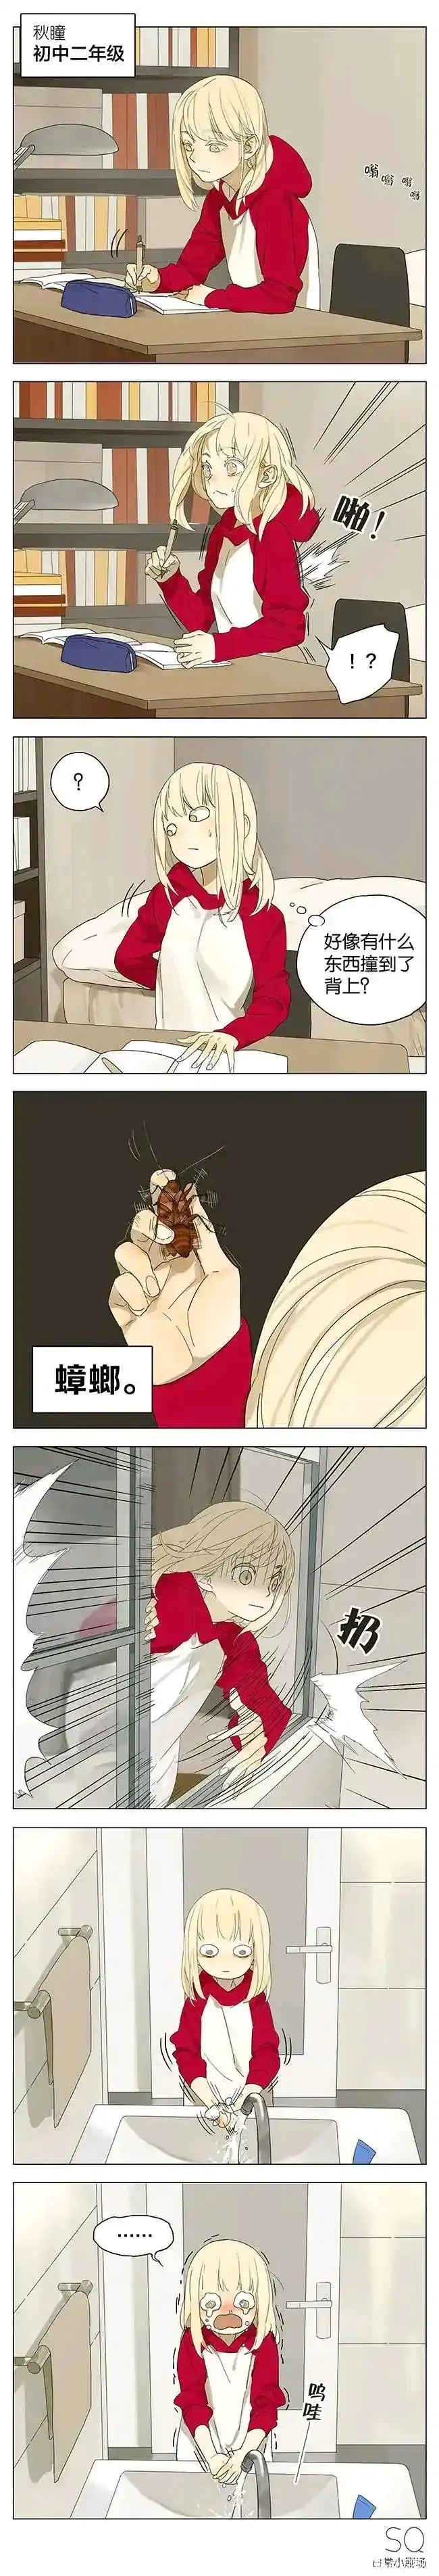 秋瞳
初中二年级
嗡嗡嗡嗡
啪！
！？
？
好像有什么
东西撞到了
背上？
蟑螂。
扔
……
呜哇
SQ
日常小剧场